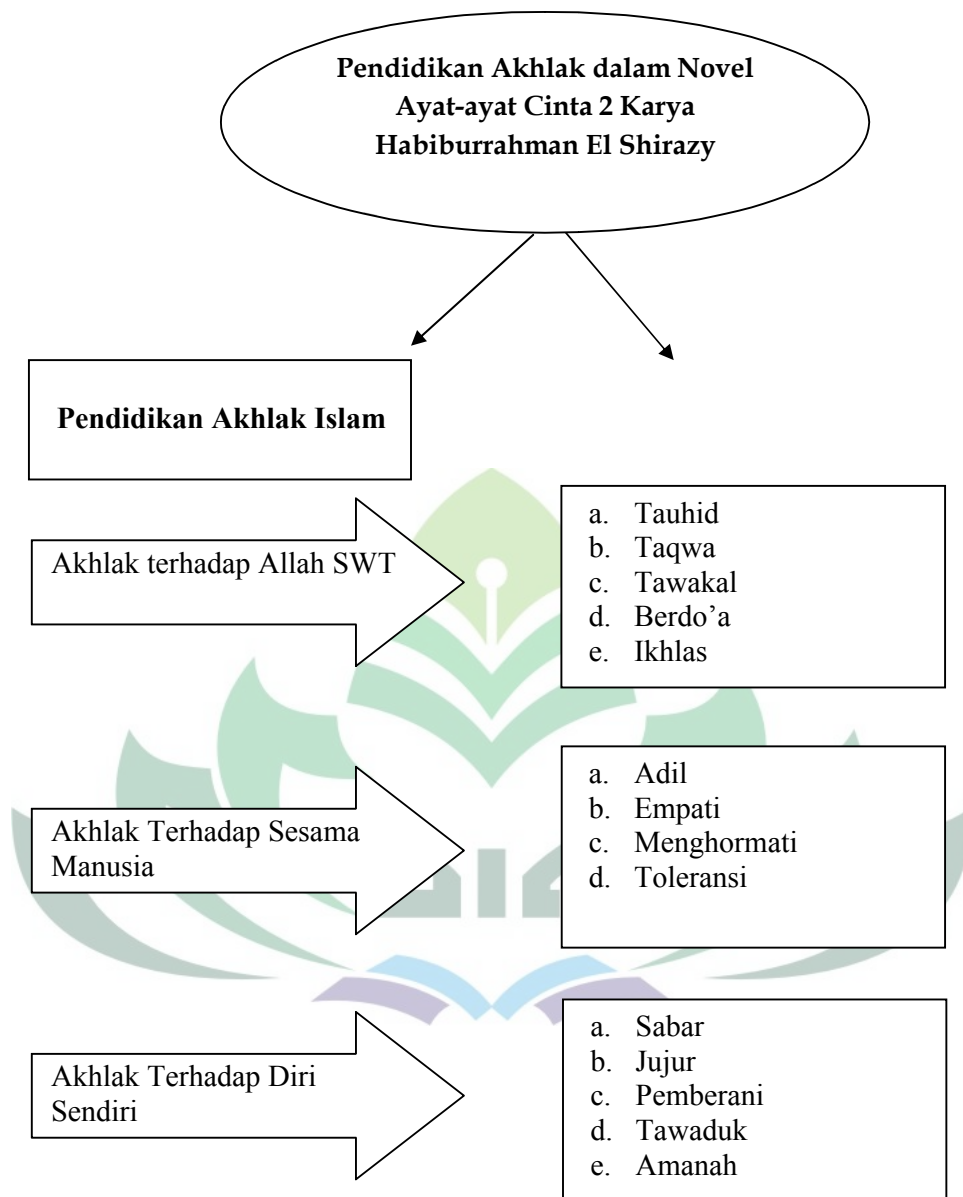 Pendidikan Akhlak dalam Novel
Ayat-ayat Cinta 2 Karya
Habiburrahman El Shirazy
Pendidikan Akhlak Islam
Akhlak terhadap Allah SWT
a. Tauhid
b. Taqwa
c. Tawakal
d. Berdo’a
e. Ikhlas
Akhlak Terhadap Sesama
Manusia
a. Adil
b. Empati
c. Menghormati
d. Toleransi
Akhlak Terhadap Diri
Sendiri
a. Sabar
b. Jujur
c. Pemberani
d. Tawaduk
e. Amanah